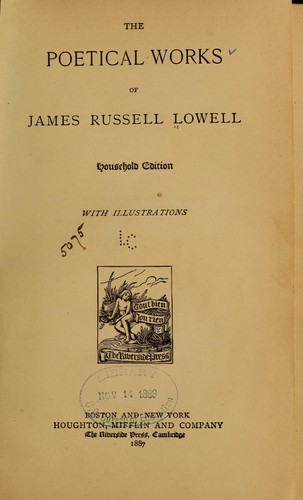 THE
POETICAL WORKS
OF
JAMES RUSSELL LOWELL
Household Edition
WITH ILLUSTRATIONS
5075
LC
Tout bien
ou rien
The Riverside Press
LIBRARY
NOV 14 1888
BOSTON AND NEW YORK
HOUGHTON, MIFFLIN AND COMPANY
The Riverside Press, Cambridge
1887